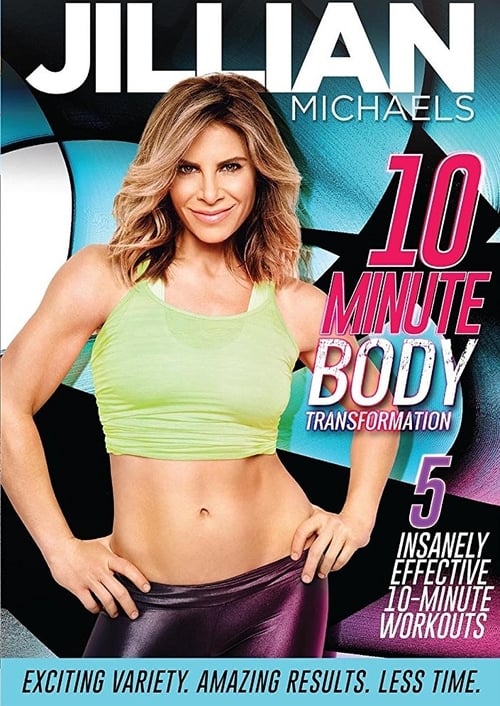 JILLIAN
MICHAELS
10
MINUTE
BODY
TRANSFORMATION
5
INSANELY
EFFECTIVE
10-MINUTE
WORKOUTS
EXCITING VARIETY. AMAZING RESULTS. LESS TIME.